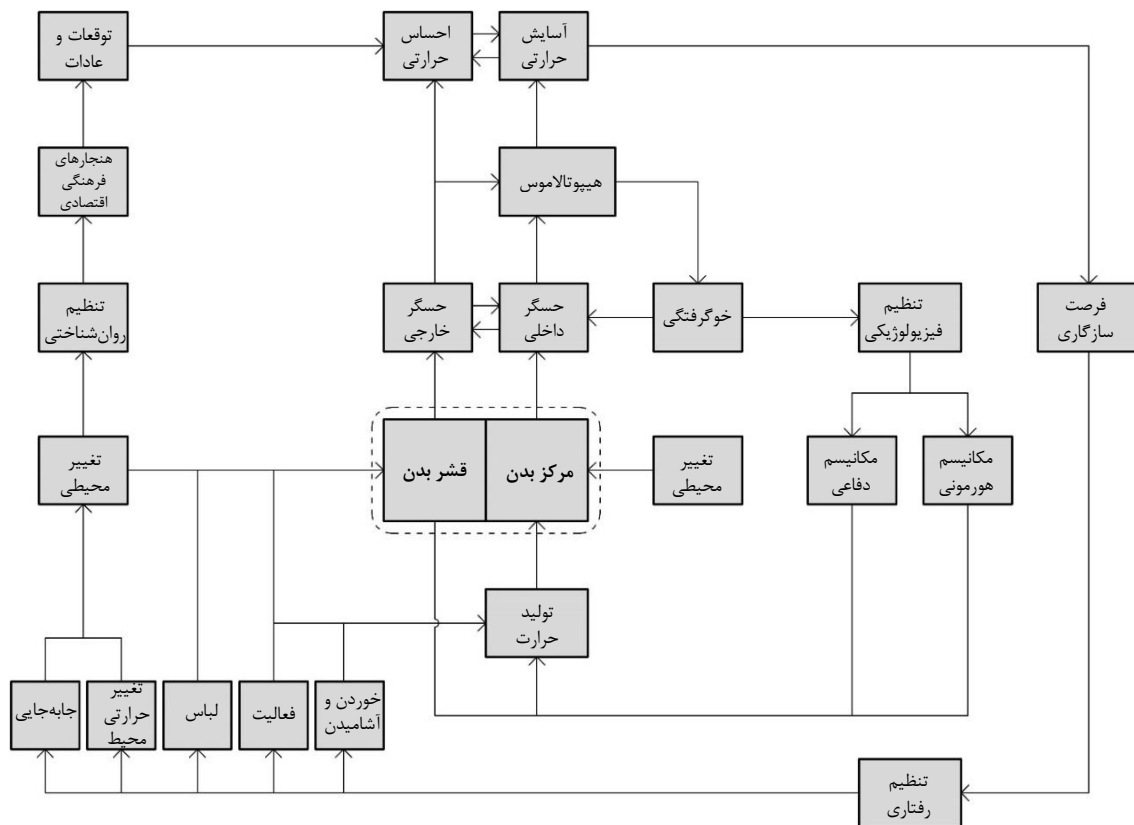 توقعات و
عادات
احساس
حرارتی
آسایش
حرارتی
هنجارهای
فرهنگی
اقتصادی
هیپوتالاموس
تنظیم
روان‌شناختی
حسگر
خارجی
حسگر
داخلی
خوگرفتگی
تنظیم
فیزیولوژیکی
فرصت
سازگاری
تغییر
محیطی
قشر بدن
مرکز بدن
تغییر
محیطی
مکانیسم
دفاعی
مکانیسم
هورمونی
تولید
حرارت
جابه‌جایی
تغییر
حرارتی
محیط
لباس
فعالیت
خوردن و
آشامیدن
تنظیم
رفتاری